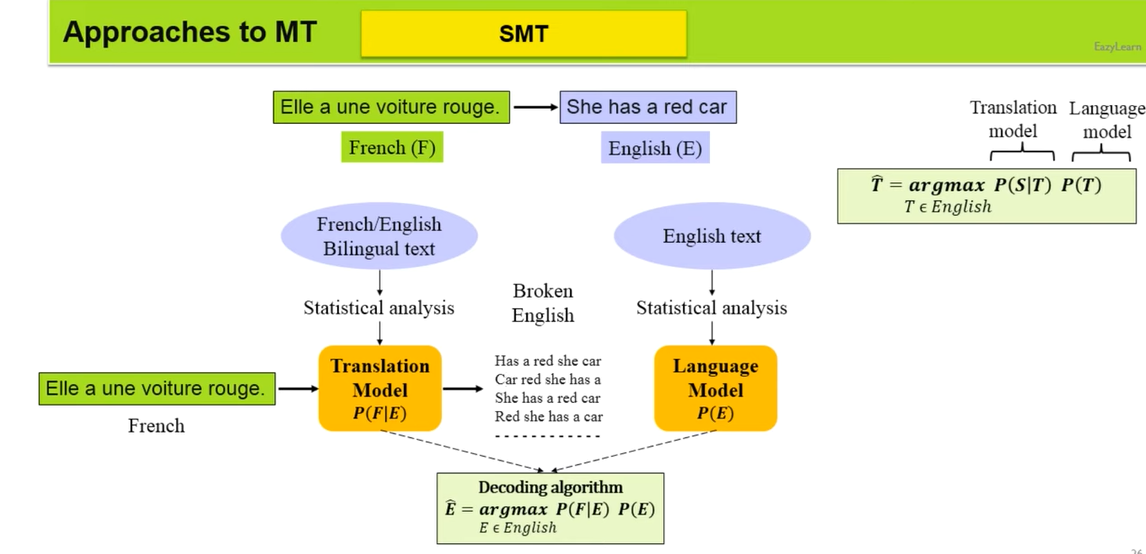 Approaches to MT
SMT
EazyLearn
Elle a une voiture rouge.
She has a red car
French (F)
English (E)
Translation model
Language model
T̂ = argmax P(S|T) P(T)
T ϵ English
French/English
Bilingual text
English text
Statistical analysis
Statistical analysis
Broken
English
Translation
Model
P(F|E)
Has a red she car
Car red she has a
She has a red car
Red she has a car
Language
Model
P(E)
Elle a une voiture rouge.
French
Decoding algorithm
Ê = argmax P(F|E) P(E)
E ϵ English